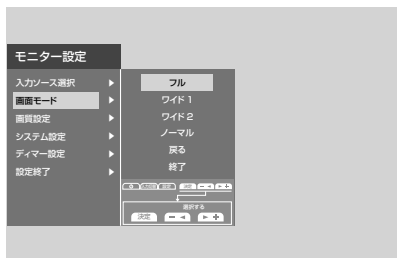 モニター設定
入力ソース選択 ▶
画面モード ▶
画質設定 ▶
システム設定 ▶
ディマー設定 ▶
設定終了 ▶
フル
ワイド1
ワイド2
ノーマル
戻る
終了
決定 − ◀ ▶ +
選択する
決定 − ◀ ▶ +